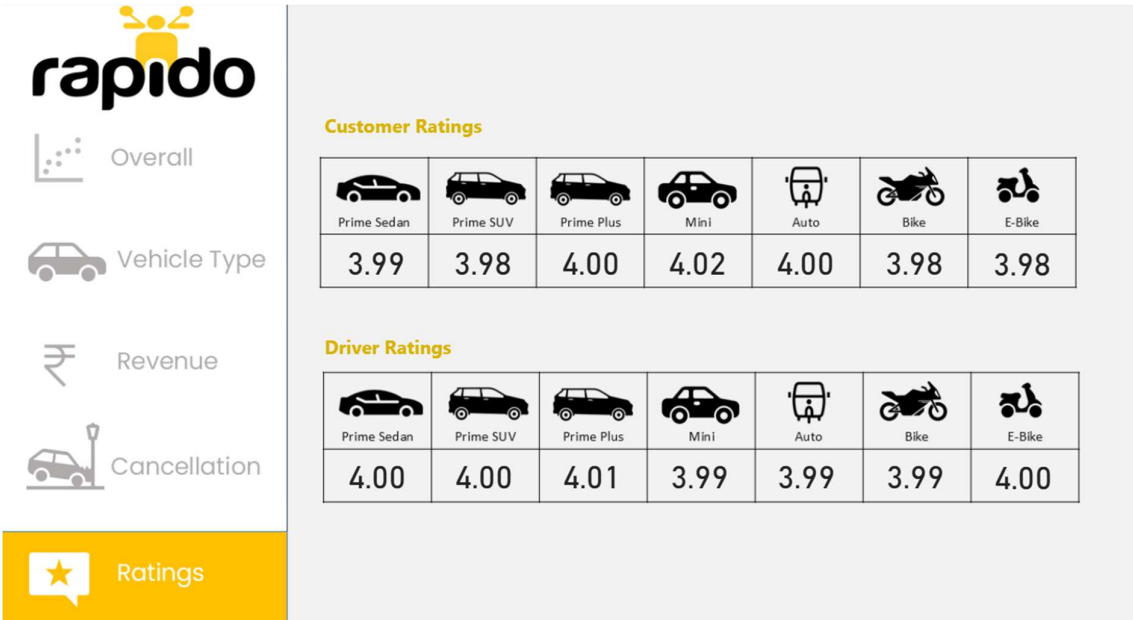 rapido
Overall
Vehicle Type
₹ Revenue
Cancellation
Ratings
Customer Ratings
Prime Sedan Prime SUV Prime Plus Mini Auto Bike E-Bike
3.99 3.98 4.00 4.02 4.00 3.98 3.98
Driver Ratings
Prime Sedan Prime SUV Prime Plus Mini Auto Bike E-Bike
4.00 4.00 4.01 3.99 3.99 3.99 4.00